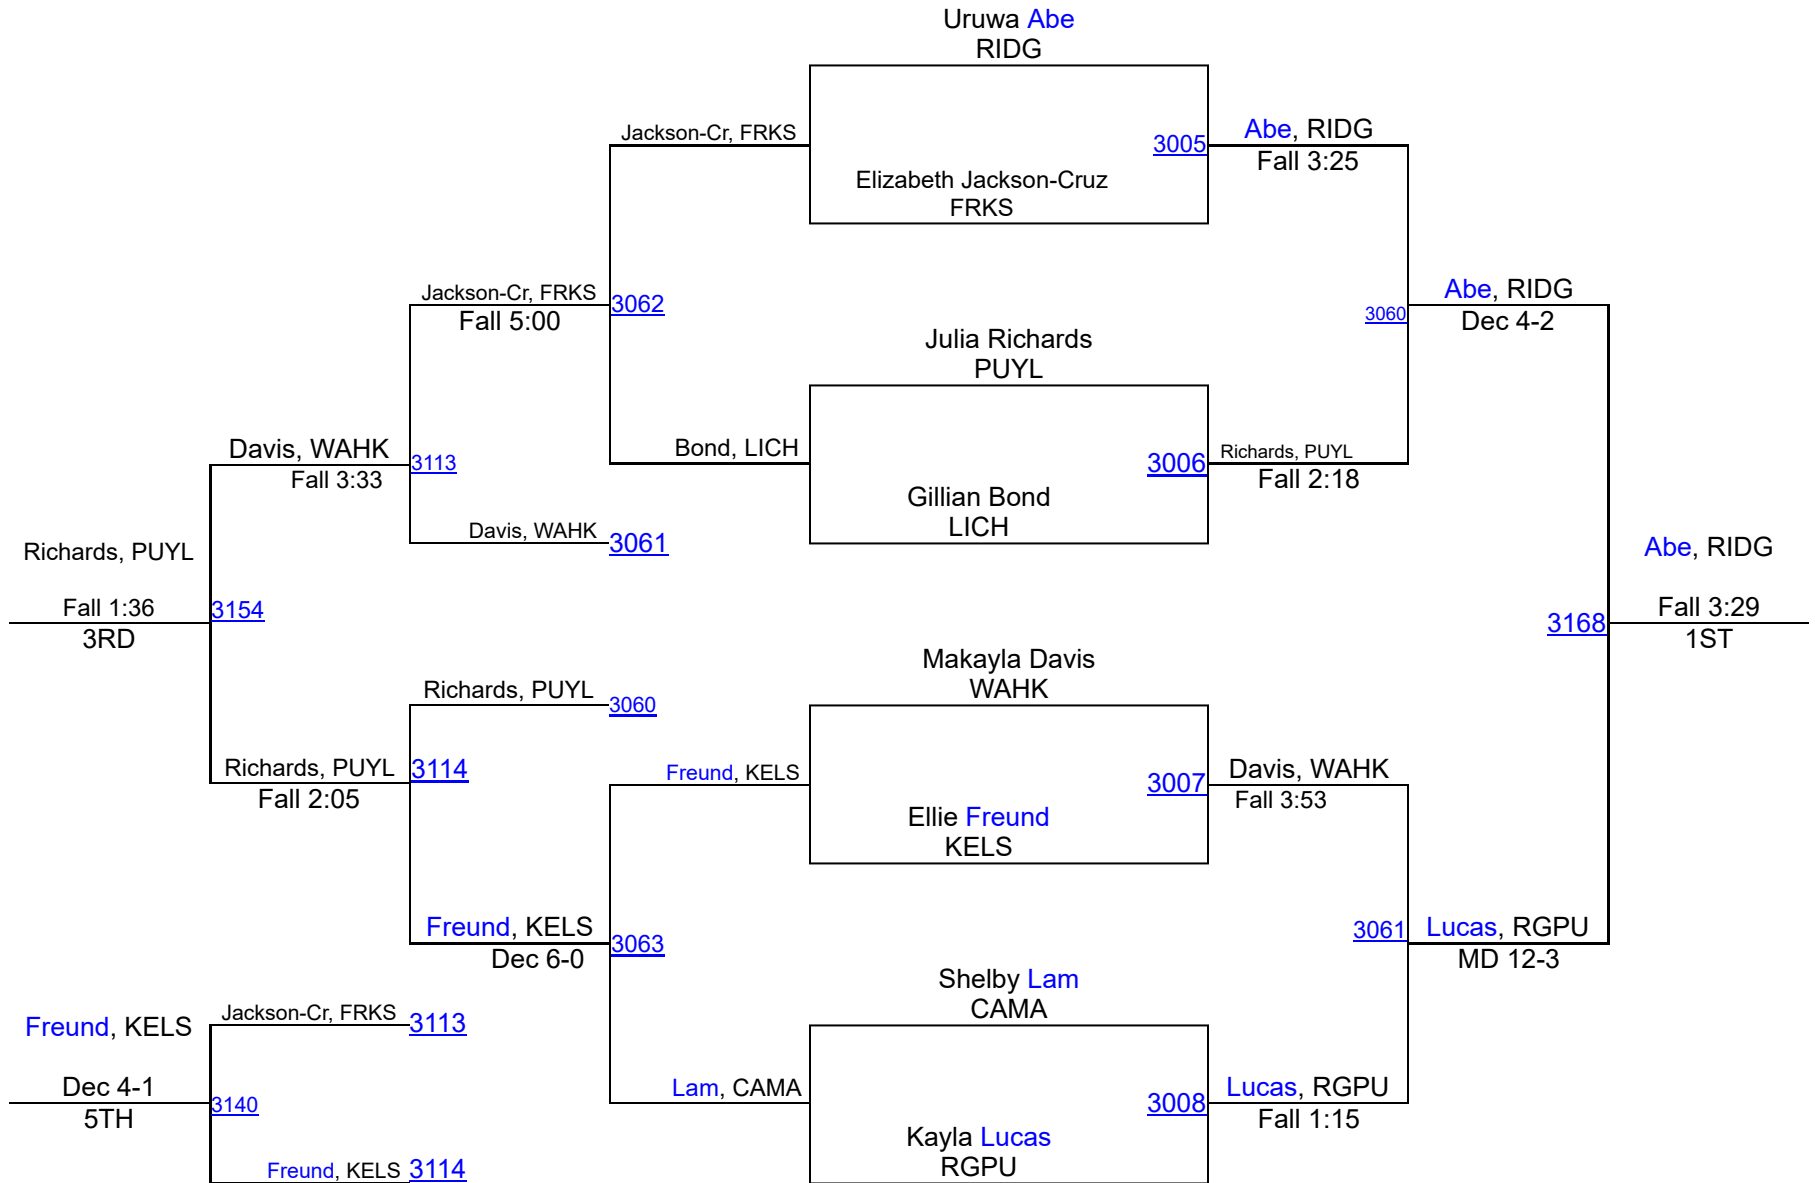 Uruwa Abe
RIDG
Jackson-Cr, FRKS
3005
Abe, RIDG
Fall 3:25
Elizabeth Jackson-Cruz
FRKS
Jackson-Cr, FRKS
3062
Fall 5:00
3060
Abe, RIDG
Dec 4-2
Julia Richards
PUYL
Davis, WAHK
3113
Fall 3:33
Bond, LICH
3006
Richards, PUYL
Fall 2:18
Gillian Bond
LICH
Davis, WAHK
3061
Richards, PUYL
Fall 1:36
3RD
3154
Abe, RIDG
3168
Fall 3:29
1ST
Makayla Davis
WAHK
Richards, PUYL
3060
Richards, PUYL
3114
Fall 2:05
Freund, KELS
3007
Davis, WAHK
Fall 3:53
Ellie Freund
KELS
Freund, KELS
3063
Dec 6-0
3061
Lucas, RGPU
MD 12-3
Shelby Lam
CAMA
Freund, KELS
Jackson-Cr, FRKS
3113
Dec 4-1
5TH
3140
Lam, CAMA
3008
Lucas, RGPU
Fall 1:15
Kayla Lucas
RGPU
Freund, KELS
3114